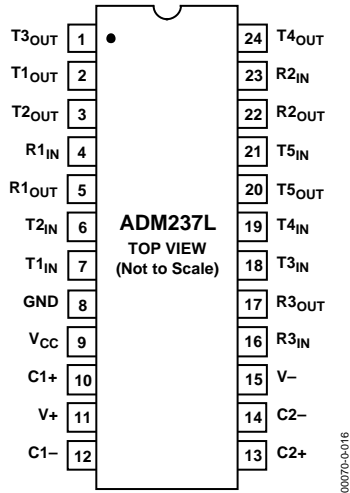 T3OUT 1 24 T4OUT
T1OUT 2 23 R2IN
T2OUT 3 22 R2OUT
R1IN 4 21 T5IN
R1OUT 5 20 T5OUT
T2IN 6 ADM237L 19 T4IN
TOP VIEW
T1IN 7 (Not to Scale) 18 T3IN
GND 8 17 R3OUT
VCC 9 16 R3IN
C1+ 10 15 V–
V+ 11 14 C2–
C1– 12 13 C2+
00070-0-016